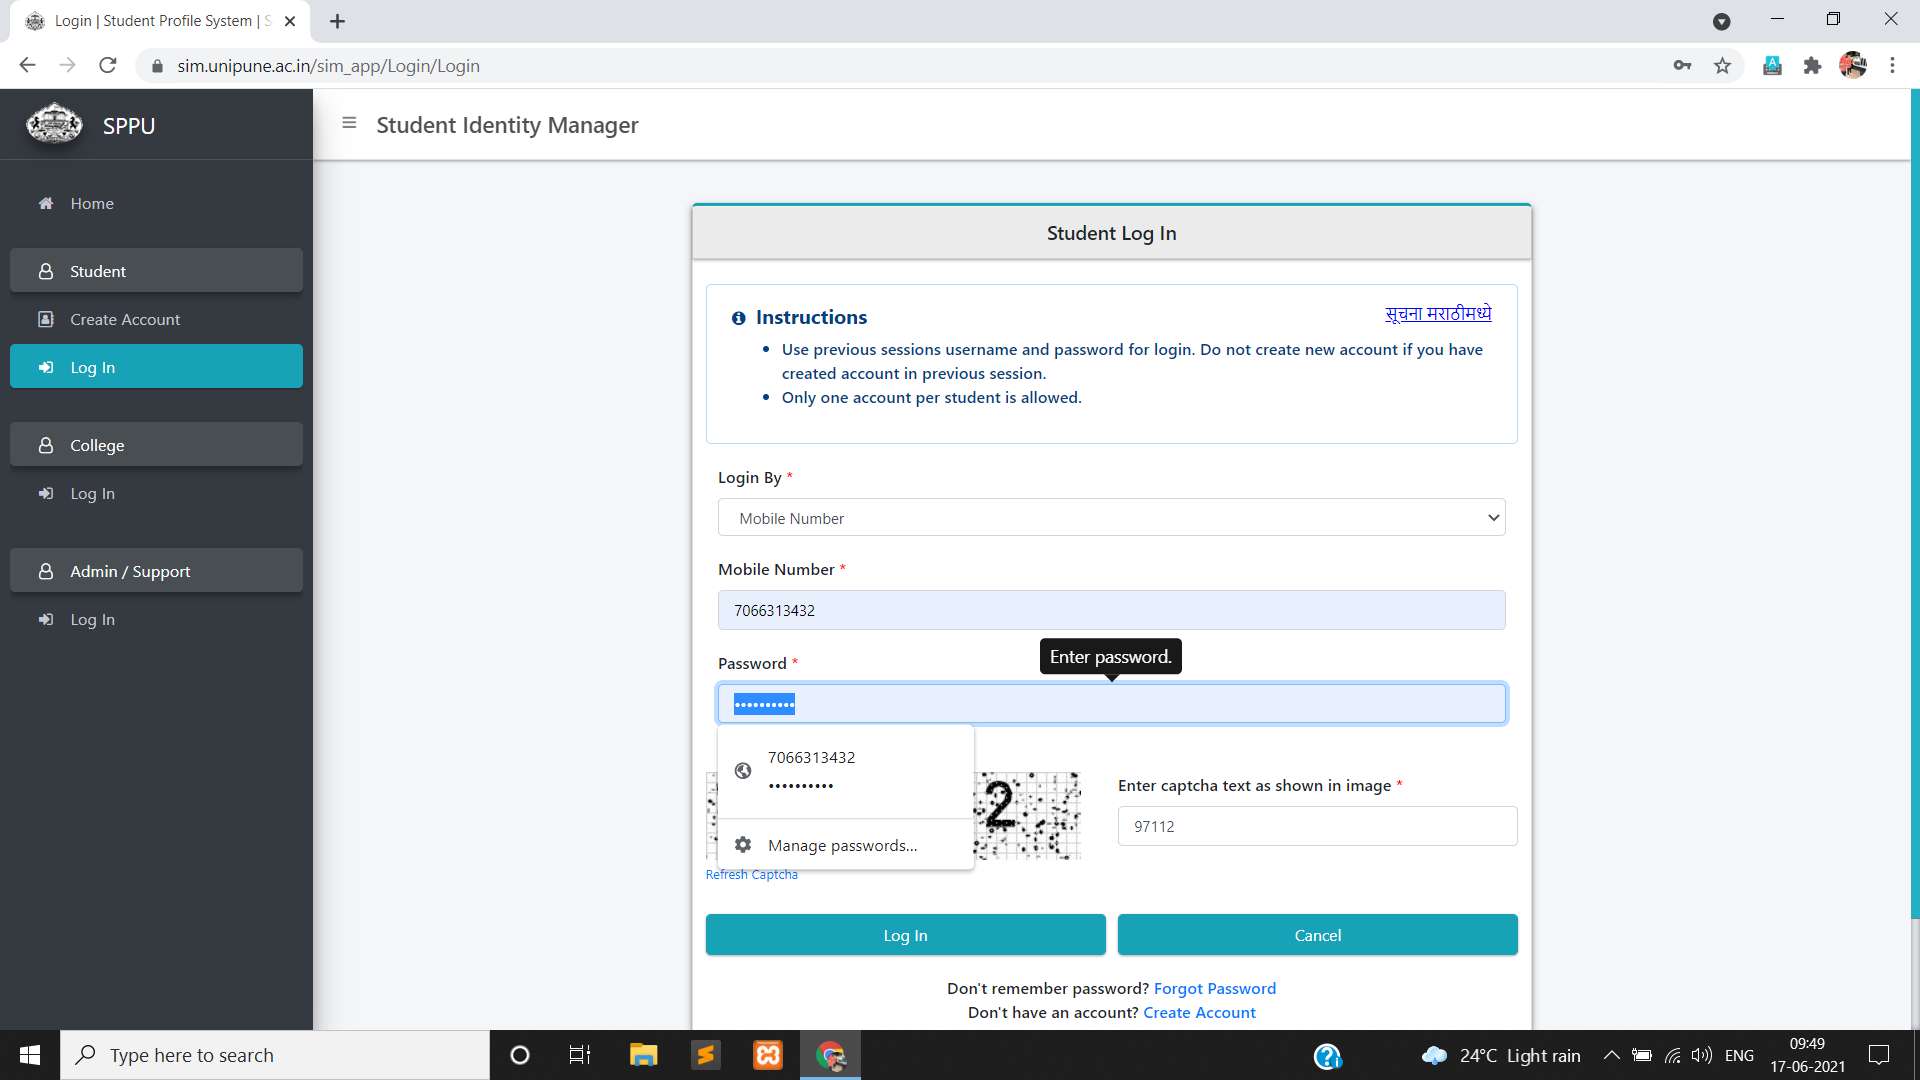 Login | Student Profile System | S
sim.unipune.ac.in/sim_app/Login/Login
SPPU
Student Identity Manager
Home
Student
Create Account
Log In
College
Log In
Admin / Support
Log In
Student Log In
Instructions
सूचना मराठीमध्ये
Use previous sessions username and password for login. Do not create new account if you have
created account in previous session.
Only one account per student is allowed.
Login By *
Mobile Number
Mobile Number *
7066313432
Enter password.
Password *
••••••••••
7066313432
••••••••••
Manage passwords...
2
Enter captcha text as shown in image *
97112
Refresh Captcha
Log In
Cancel
Don't remember password? Forgot Password
Don't have an account? Create Account
Type here to search
24°C Light rain
ENG
09:49
17-06-2021